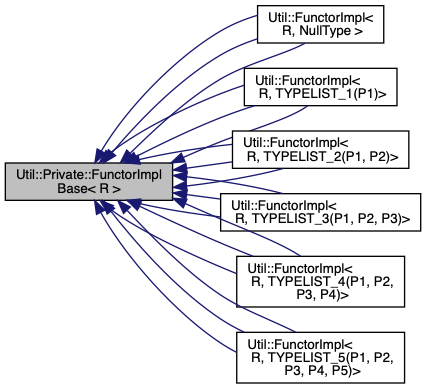 Util::FunctorImpl<
R, NullType >
Util::FunctorImpl<
R, TYPELIST_1(P1)>
Util::FunctorImpl<
R, TYPELIST_2(P1, P2)>
Util::Private::FunctorImpl
Base< R >
Util::FunctorImpl<
R, TYPELIST_3(P1, P2, P3)>
Util::FunctorImpl<
R, TYPELIST_4(P1, P2,
P3, P4)>
Util::FunctorImpl<
R, TYPELIST_5(P1, P2,
P3, P4, P5)>